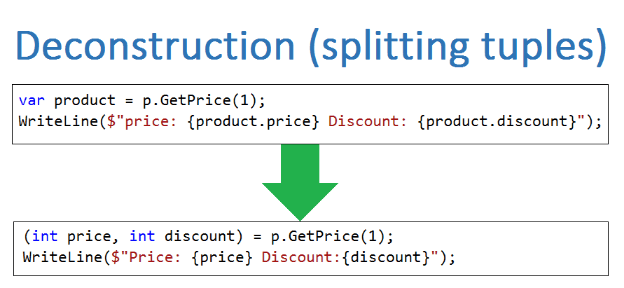 Deconstruction (splitting tuples)
var product = p.GetPrice(1);
WriteLine($"price: {product.price} Discount: {product.discount}");
(int price, int discount) = p.GetPrice(1);
WriteLine($"Price: {price} Discount:{discount}");